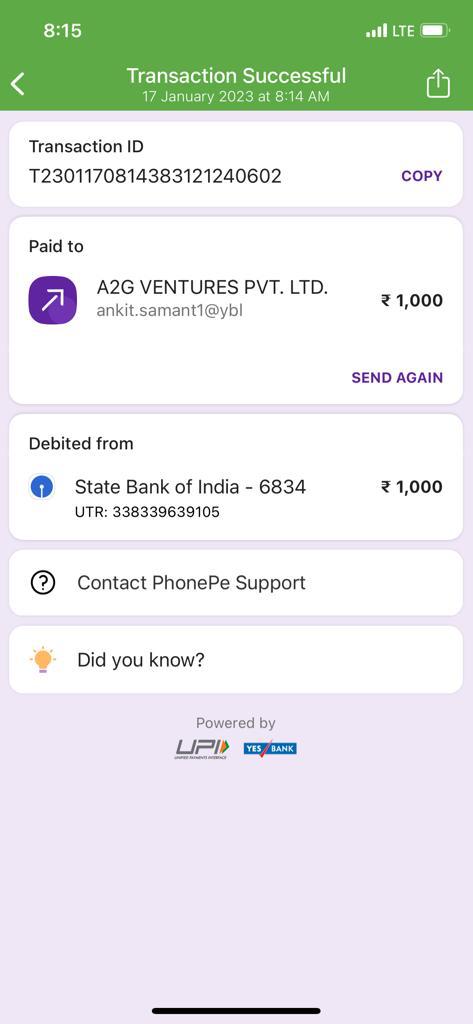 8:15
LTE
Transaction Successful
17 January 2023 at 8:14 AM
Transaction ID
T2301170814383121240602
COPY
Paid to
A2G VENTURES PVT. LTD.
ankit.samant1@ybl
₹ 1,000
SEND AGAIN
Debited from
State Bank of India - 6834
₹ 1,000
UTR: 338339639105
Contact PhonePe Support
Did you know?
Powered by
UPI
UNIFIED PAYMENTS INTERFACE
YES BANK